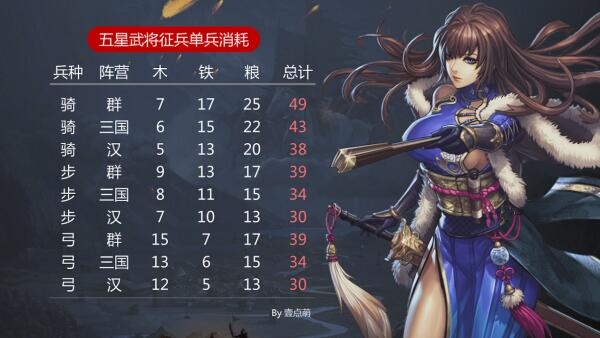 五星武将征兵单兵消耗
兵种 阵营 木 铁 粮 总计
骑 群 7 17 25 49
骑 三国 6 15 22 43
骑 汉 5 13 20 38
步 群 9 13 17 39
步 三国 8 11 15 34
步 汉 7 10 13 30
弓 群 15 7 17 39
弓 三国 13 6 15 34
弓 汉 12 5 13 30
By 壹点萌